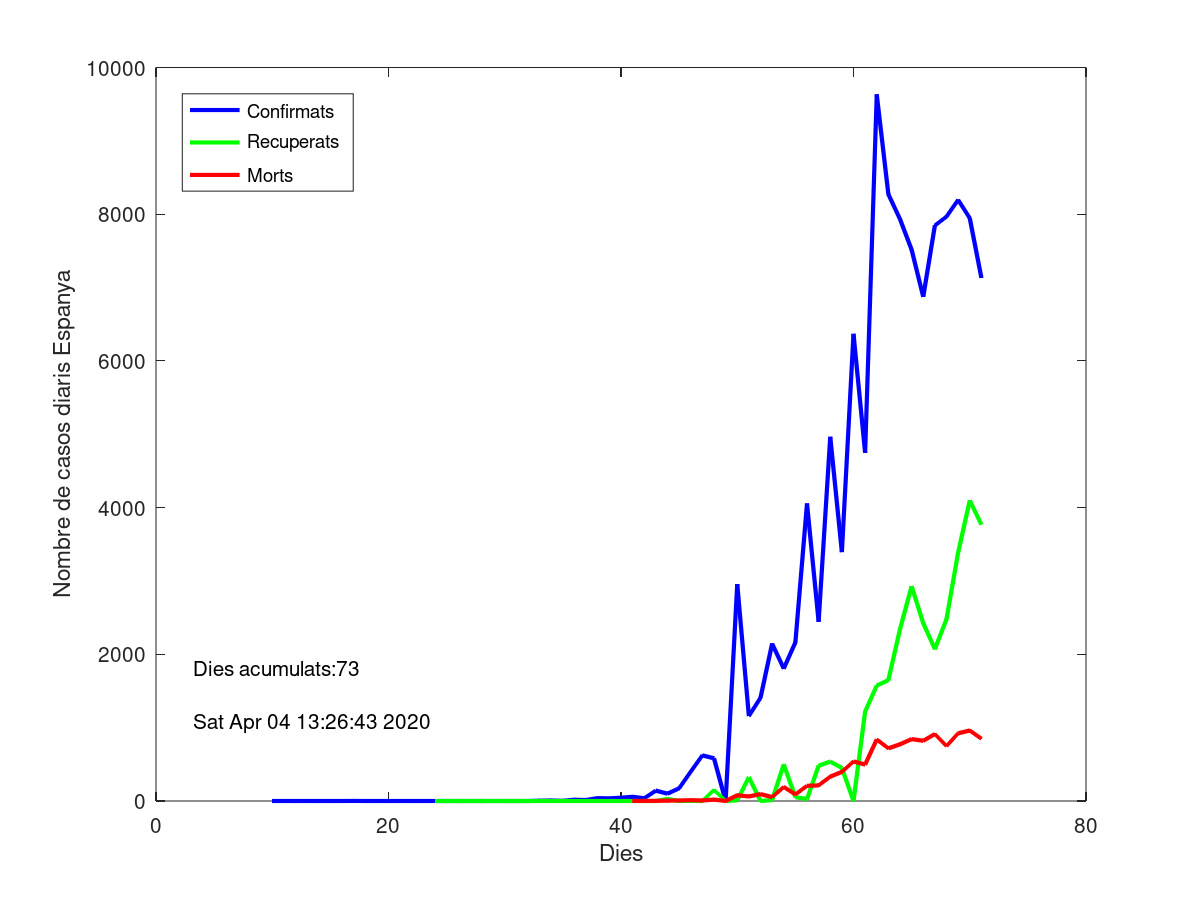 10000
8000
6000
4000
2000
0
Confirmats
Recuperats
Morts
Nombre de casos diaris Espanya
Dies acumulats:73
Sat Apr 04 13:26:43 2020
0 20 40 60 80
Dies